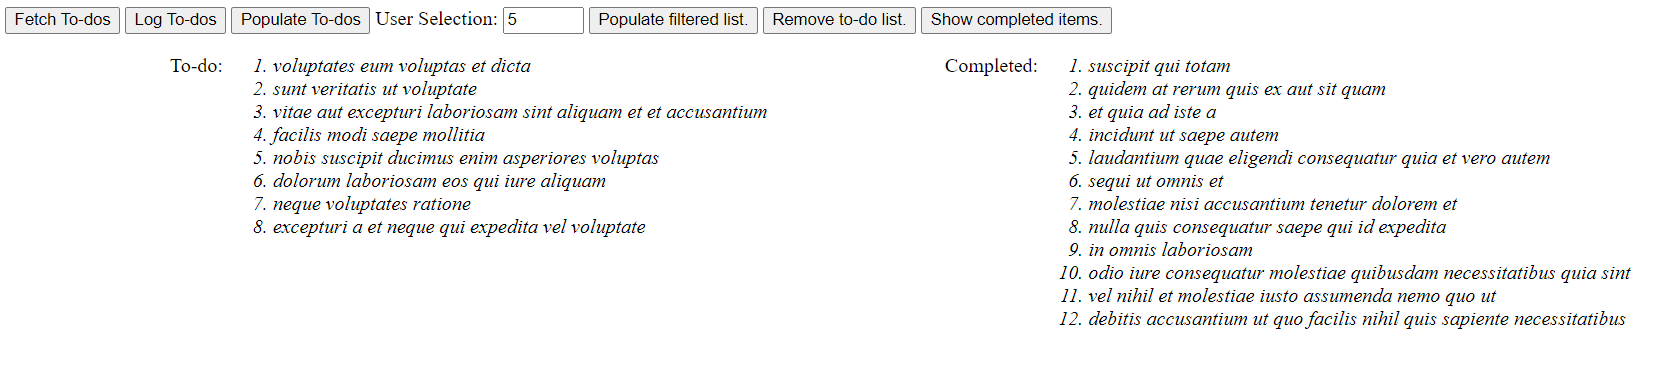 Fetch To-dos Log To-dos Populate To-dos User Selection: 5 Populate filtered list. Remove to-do list. Show completed items.
To-do:
1. voluptates eum voluptas et dicta
2. sunt veritatis ut voluptate
3. vitae aut excepturi laboriosam sint aliquam et et accusantium
4. facilis modi saepe mollitia
5. nobis suscipit ducimus enim asperiores voluptas
6. dolorum laboriosam eos qui iure aliquam
7. neque voluptates ratione
8. excepturi a et neque qui expedita vel voluptate
Completed:
1. suscipit qui totam
2. quidem at rerum quis ex aut sit quam
3. et quia ad iste a
4. incidunt ut saepe autem
5. laudantium quae eligendi consequatur quia et vero autem
6. sequi ut omnis et
7. molestiae nisi accusantium tenetur dolorem et
8. nulla quis consequatur saepe qui id expedita
9. in omnis laboriosam
10. odio iure consequatur molestiae quibusdam necessitatibus quia sint
11. vel nihil et molestiae iusto assumenda nemo quo ut
12. debitis accusantium ut quo facilis nihil quis sapiente necessitatibus